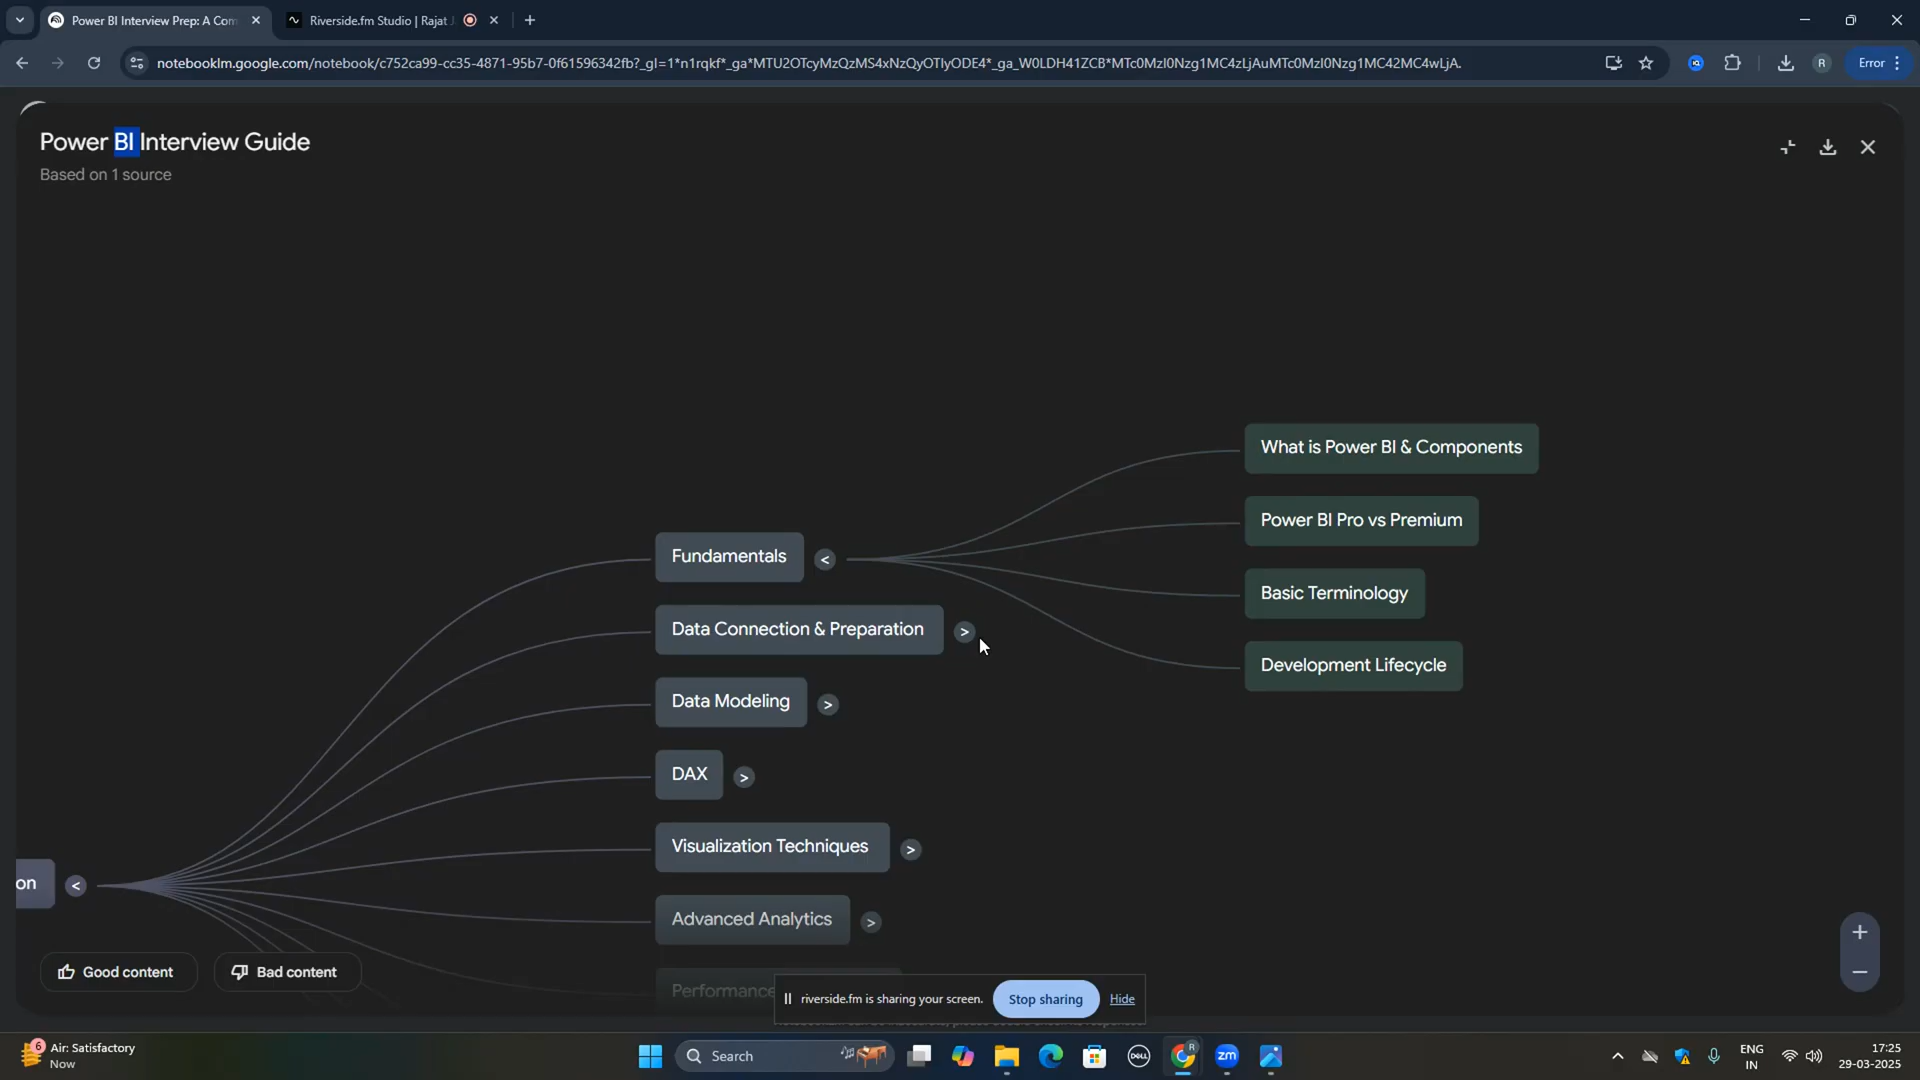 Power BI Interview Prep: A Com
Riverside.fm Studio | Rajat J
notebooklm.google.com/notebook/c752ca99-cc35-4871-95b7-0f61596342fb?_gl=1*n1rqkf*_ga*MTU2OTcyMzQzMS4xNzQyOTIyODE4*_ga_W0LDH41ZCB*MTc0MzI0Nzg1MC4zLjAuMTc0MzI0Nzg1MC42MC4wLjA.
R
Error
Power BI Interview Guide
Based on 1 source
What is Power BI & Components
Power BI Pro vs Premium
Fundamentals <
Basic Terminology
Data Connection & Preparation >
Development Lifecycle
Data Modeling >
DAX >
Visualization Techniques >
on <
Advanced Analytics >
Performance
Good content
Bad content
riverside.fm is sharing your screen.
Stop sharing
Hide
6
Air: Satisfactory
Now
Search
DELL
R
zm
ENG
IN
17:25
29-03-2025